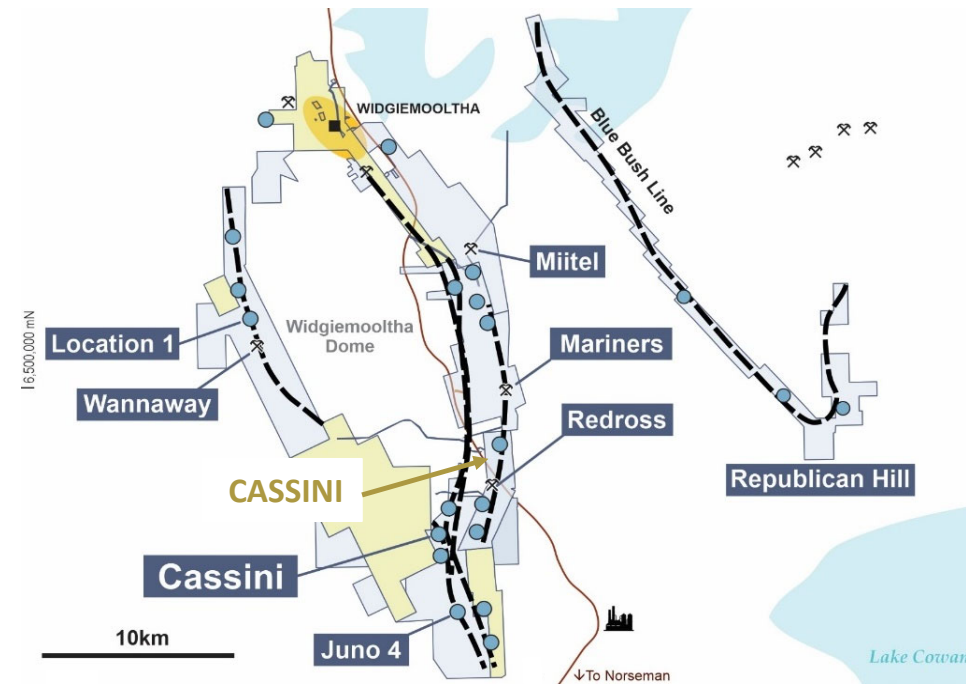 WIDGIEMOOLTHA
Blue Bush Line
Miitel
6,500,000 mN
Widgiemooltha
Dome
Location 1
Mariners
Wannaway
Redross
Republican Hill
CASSINI
Cassini
10km
Juno 4
Lake Cowan
↓To Norseman